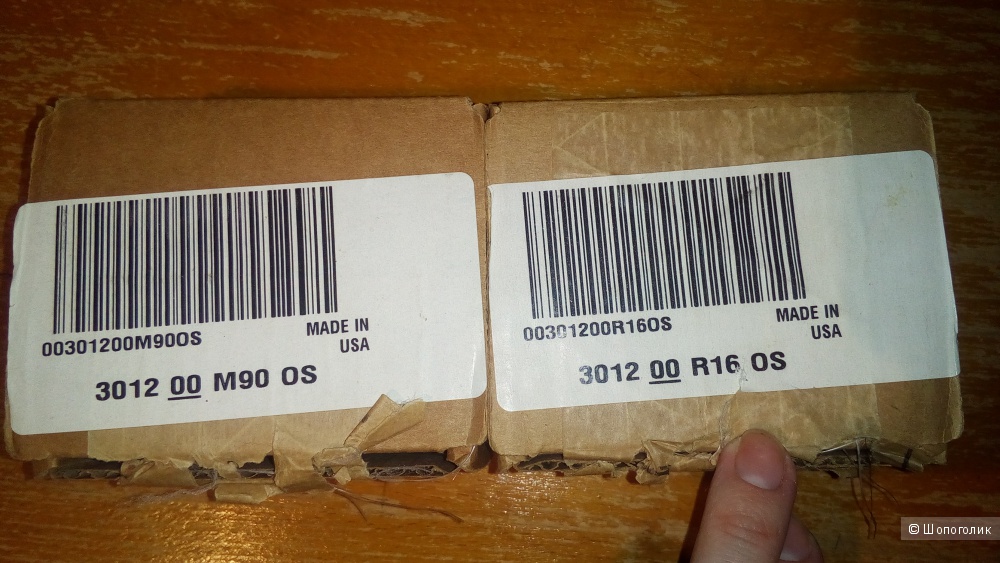 00301200M90OS
MADE IN
USA
3012 00 M90 OS
00301200R16OS
MADE IN
USA
3012 00 R16 OS
© Шопоголик